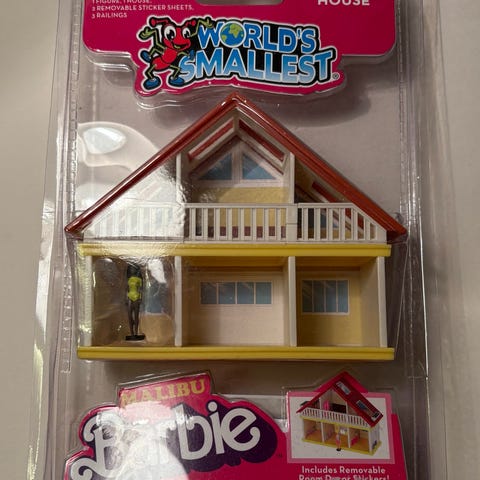 1 FIGURE, 1 HOUSE,
2 REMOVABLE STICKER SHEETS,
3 RAILINGS
HOUSE
WORLD'S
SMALLEST
®
MALIBU
Barbie
Includes Removable
Room Decor Stickers!